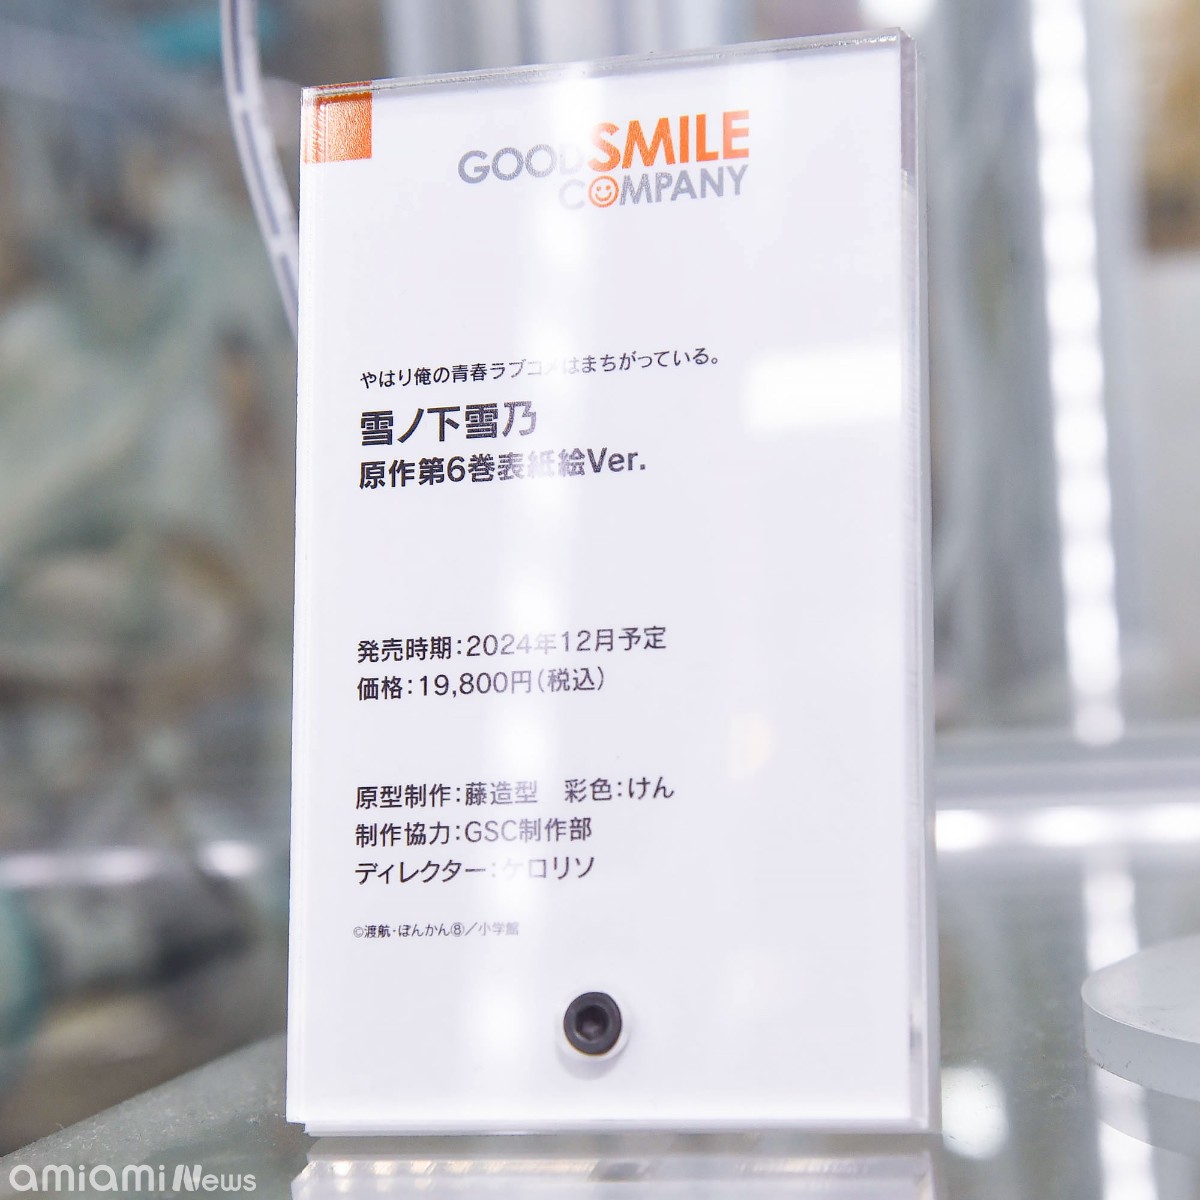 GOOD SMILE
COMPANY
やはり俺の青春ラブコメはまちがっている。
雪ノ下雪乃
原作第6巻表紙絵Ver.
発売時期：2024年12月予定
価格：19,800円（税込）
原型制作：藤造型　彩色：けん
制作協力：GSC制作部
ディレクター：ケロリソ
©渡航・ぽんかん⑧／小学館
amiami News